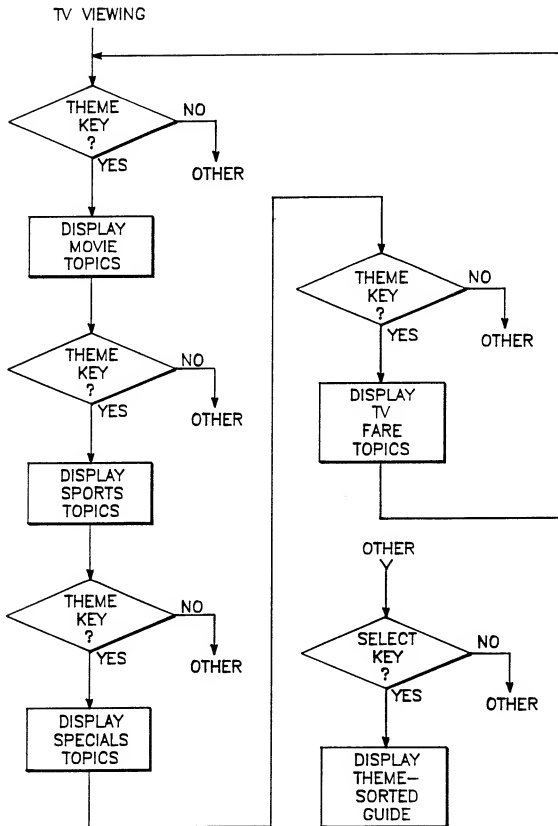 TV VIEWING
THEME
KEY
?
NO
YES
OTHER
DISPLAY
MOVIE
TOPICS
THEME
KEY
?
NO
YES
OTHER
DISPLAY
SPORTS
TOPICS
THEME
KEY
?
NO
YES
OTHER
DISPLAY
SPECIALS
TOPICS
THEME
KEY
?
NO
YES
OTHER
DISPLAY
TV
FARE
TOPICS
OTHER
SELECT
KEY
?
NO
YES
OTHER
DISPLAY
THEME-
SORTED
GUIDE